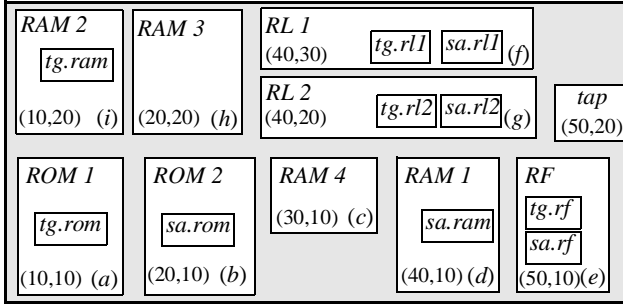 RAM 2
tg.ram
(10,20) (i)
RAM 3
(20,20) (h)
RL 1
(40,30)
tg.rl1 sa.rl1 (f)
RL 2
(40,20)
tg.rl2 sa.rl2 (g)
tap
(50,20)
ROM 1
tg.rom
(10,10) (a)
ROM 2
sa.rom
(20,10) (b)
RAM 4
(30,10) (c)
RAM 1
sa.ram
(40,10) (d)
RF
tg.rf
sa.rf
(50,10)(e)